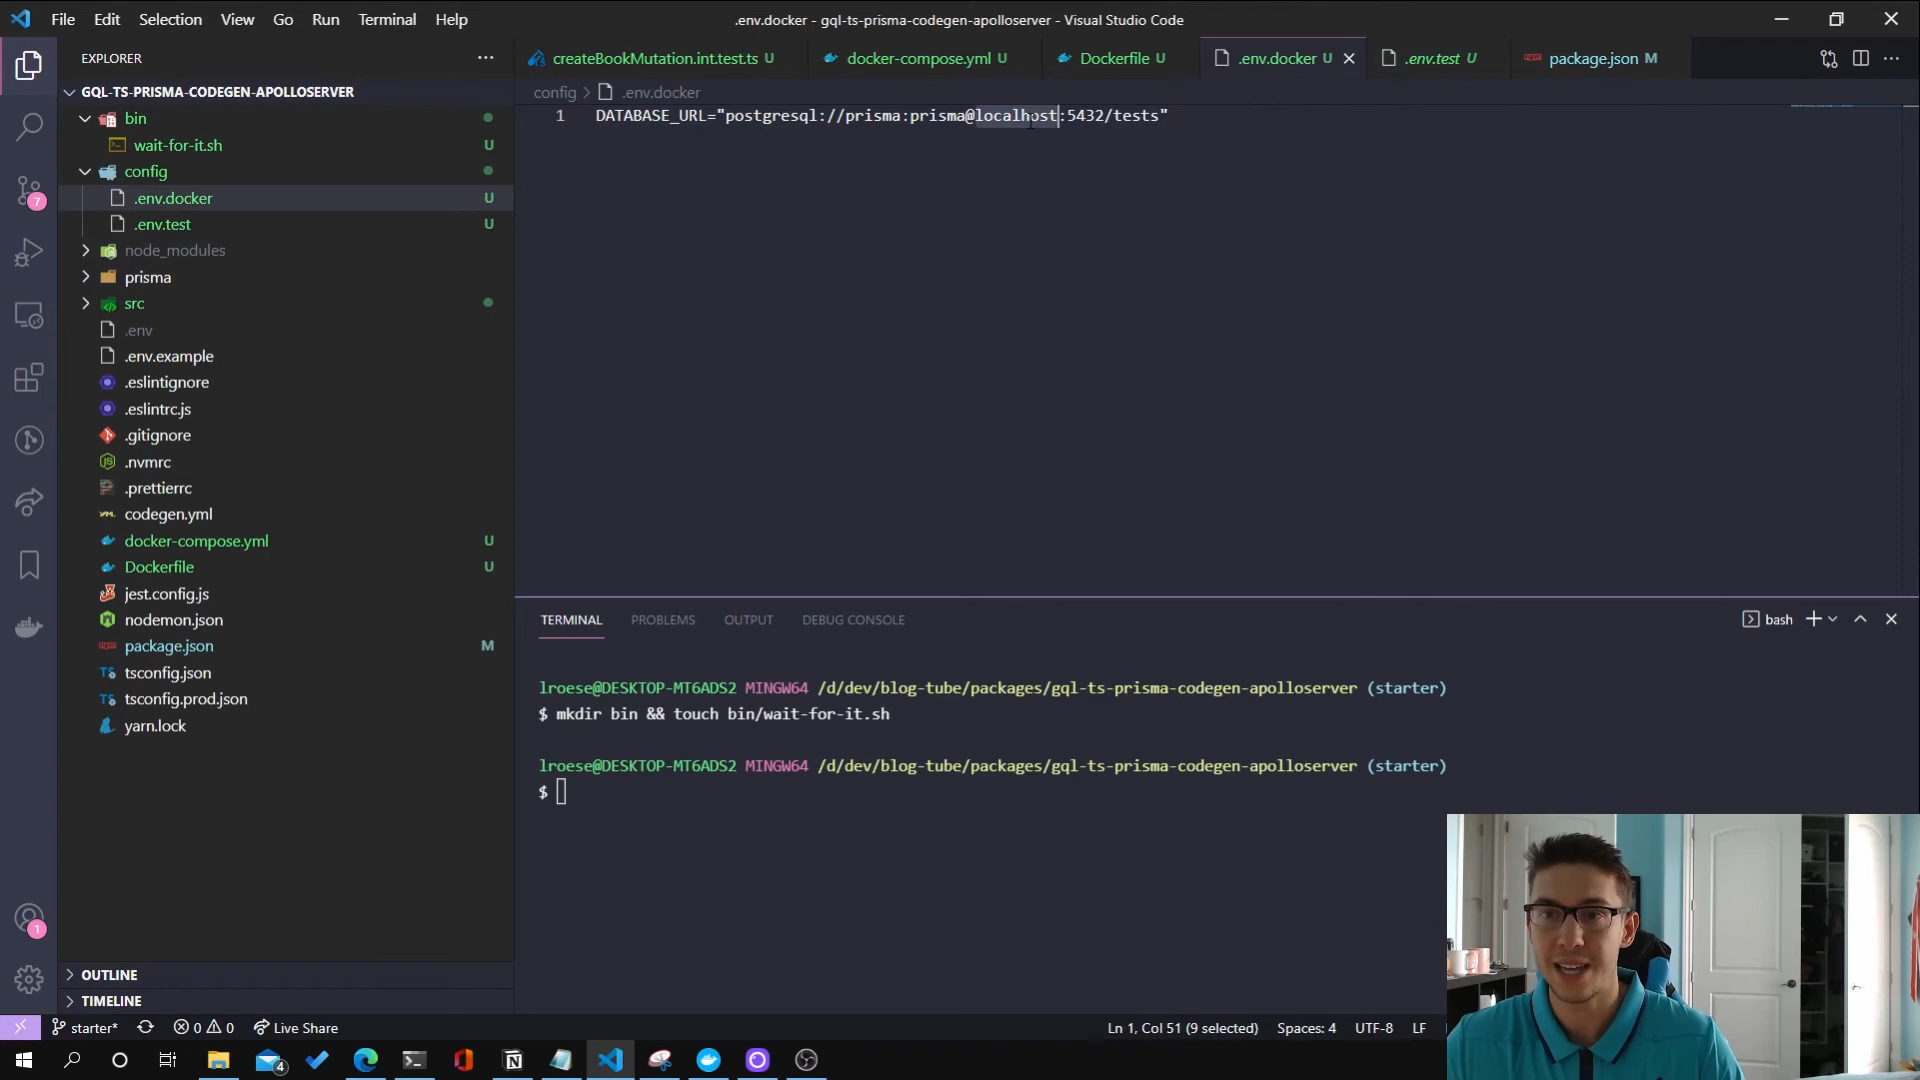 File Edit Selection View Go Run Terminal Help
.env.docker - gql-ts-prisma-codegen-apolloserver - Visual Studio Code
EXPLORER
createBookMutation.int.test.ts U
docker-compose.yml U
Dockerfile U
.env.docker U
.env.test U
package.json M
GQL-TS-PRISMA-CODEGEN-APOLLOSERVER
config > .env.docker
1 DATABASE_URL="postgresql://prisma:prisma@localhost:5432/tests"
bin
wait-for-it.sh U
config
.env.docker U
.env.test U
node_modules
prisma
src
.env
.env.example
.eslintignore
.eslintrc.js
.gitignore
.nvmrc
.prettierrc
codegen.yml
docker-compose.yml U
Dockerfile U
jest.config.js
nodemon.json
package.json M
tsconfig.json
tsconfig.prod.json
yarn.lock
7
TERMINAL PROBLEMS OUTPUT DEBUG CONSOLE
bash
lroese@DESKTOP-MT6ADS2 MINGW64 /d/dev/blog-tube/packages/gql-ts-prisma-codegen-apolloserver (starter)
$ mkdir bin && touch bin/wait-for-it.sh
lroese@DESKTOP-MT6ADS2 MINGW64 /d/dev/blog-tube/packages/gql-ts-prisma-codegen-apolloserver (starter)
$
1
OUTLINE
TIMELINE
starter* 0 0 Live Share
Ln 1, Col 51 (9 selected) Spaces: 4 UTF-8 LF
4